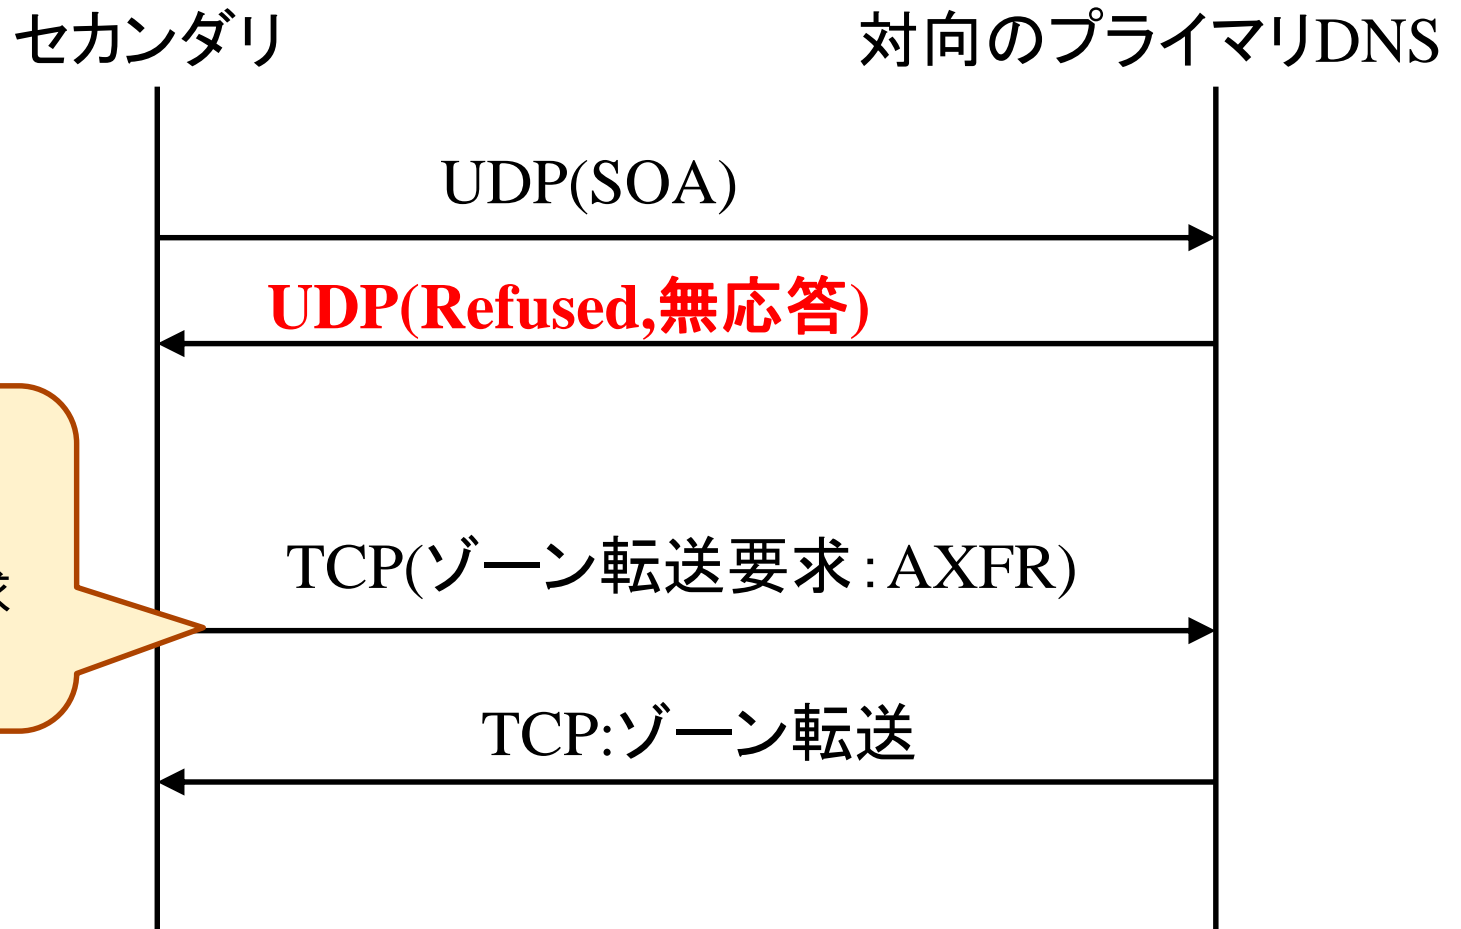 セカンダリ
対向のプライマリDNS
UDP(SOA)
UDP(Refused,無応答)
TCP(ゾーン転送要求:AXFR)
TCP:ゾーン転送